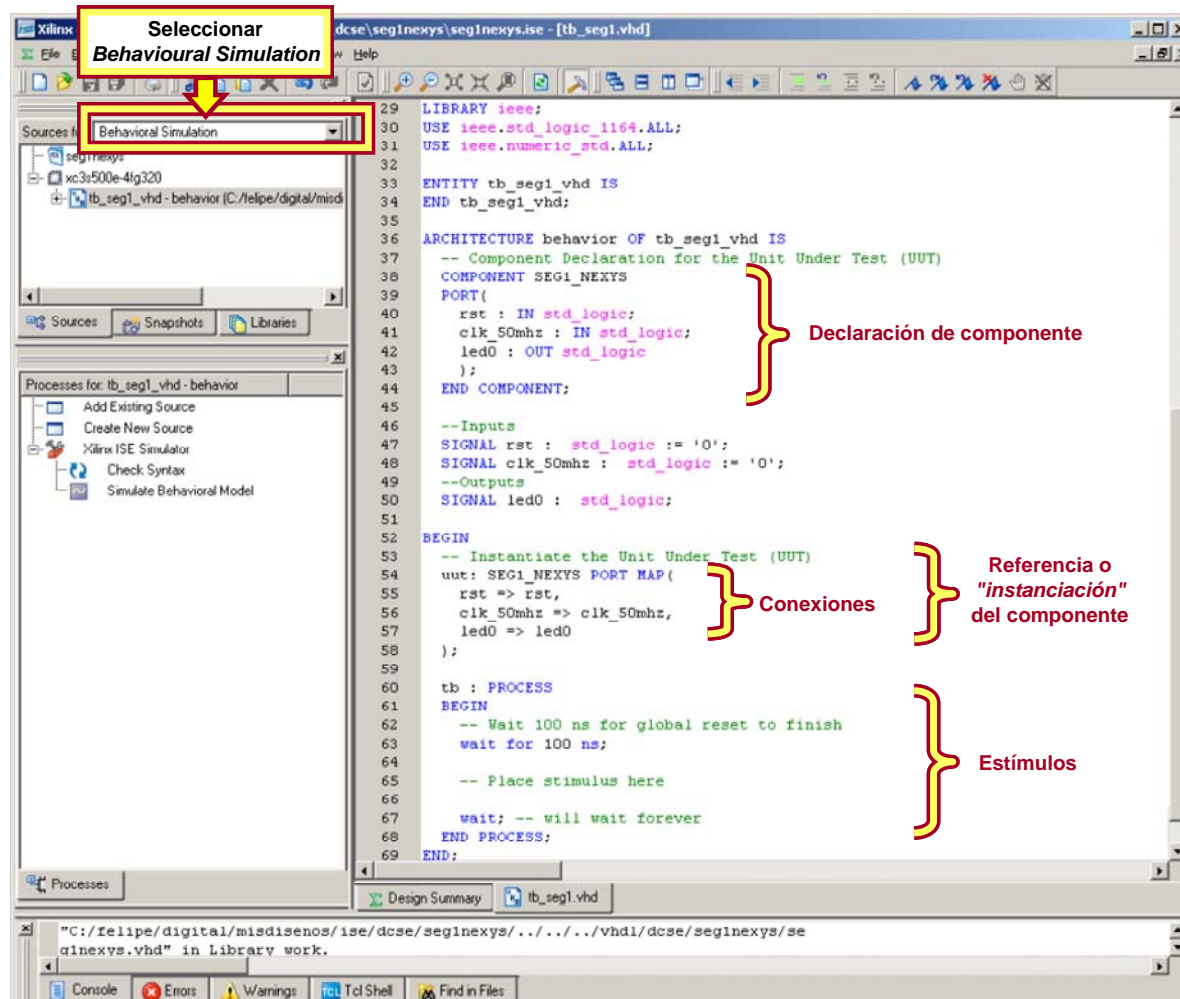 Seleccionar
Behavioural Simulation
Xilinx
dcse\seg1nexys\seg1nexys.ise - [tb_seg1.vhd]
File
Help
Sources
Behavioral Simulation
seg1nexys
xc3s500e-4fg320
tb_seg1_vhd - behavior (C:/felipe/digital/misdi
Sources
Snapshots
Libraries
Processes for: tb_seg1_vhd - behavior
Add Existing Source
Create New Source
Xilinx ISE Simulator
Check Syntax
Simulate Behavioral Model
Processes
29 LIBRARY ieee;
30 USE ieee.std_logic_1164.ALL;
31 USE ieee.numeric_std.ALL;
32
33 ENTITY tb_seg1_vhd IS
34 END tb_seg1_vhd;
35
36 ARCHITECTURE behavior OF tb_seg1_vhd IS
37 -- Component Declaration for the Unit Under Test (UUT)
38 COMPONENT SEG1_NEXYS
39 PORT(
40 rst : IN std_logic;
41 clk_50mhz : IN std_logic;
42 led0 : OUT std_logic
43 );
44 END COMPONENT;
45
46 --Inputs
47 SIGNAL rst : std_logic := '0';
48 SIGNAL clk_50mhz : std_logic := '0';
49 --Outputs
50 SIGNAL led0 : std_logic;
51
52 BEGIN
53 -- Instantiate the Unit Under Test (UUT)
54 uut: SEG1_NEXYS PORT MAP(
55 rst => rst,
56 clk_50mhz => clk_50mhz,
57 led0 => led0
58 );
59
60 tb : PROCESS
61 BEGIN
62 -- Wait 100 ns for global reset to finish
63 wait for 100 ns;
64
65 -- Place stimulus here
66
67 wait; -- will wait forever
68 END PROCESS;
69 END;
Declaración de componente
Conexiones
Referencia o
"instanciación"
del componente
Estímulos
Design Summary
tb_seg1.vhd
"C:/felipe/digital/misdisenos/ise/dcse/seg1nexys/../../../vhdl/dcse/seg1nexys/se
g1nexys.vhd" in Library work.
Console
Errors
Warnings
TCL
Tcl Shell
Find in Files